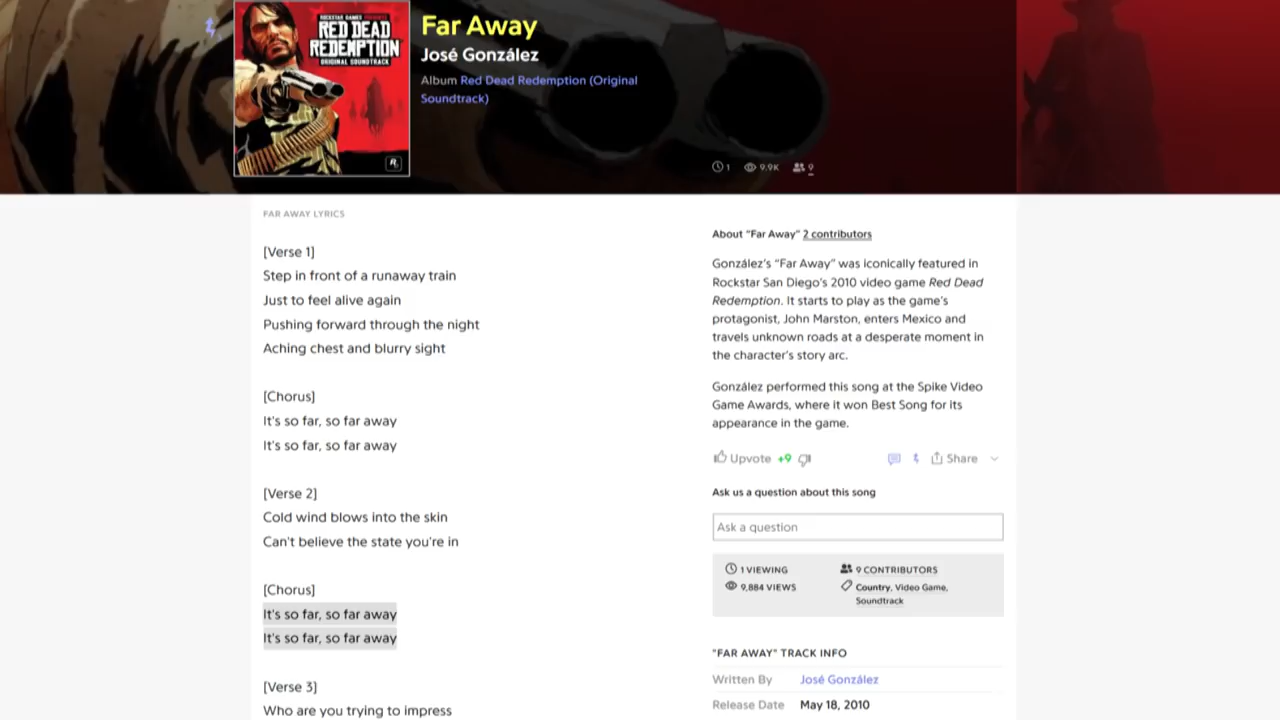 ROCKSTAR GAMES PRESENTS
RED DEAD
REDEMPTION
ORIGINAL SOUNDTRACK
R
Far Away
José González
Album Red Dead Redemption (Original
Soundtrack)
1 9.9K 9
FAR AWAY LYRICS
[Verse 1]
Step in front of a runaway train
Just to feel alive again
Pushing forward through the night
Aching chest and blurry sight
[Chorus]
It's so far, so far away
It's so far, so far away
[Verse 2]
Cold wind blows into the skin
Can't believe the state you're in
[Chorus]
It's so far, so far away
It's so far, so far away
[Verse 3]
Who are you trying to impress
About “Far Away” 2 contributors
González’s “Far Away” was iconically featured in
Rockstar San Diego’s 2010 video game Red Dead
Redemption. It starts to play as the game’s
protagonist, John Marston, enters Mexico and
travels unknown roads at a desperate moment in
the character’s story arc.
González performed this song at the Spike Video
Game Awards, where it won Best Song for its
appearance in the game.
Upvote +9 Share
Ask us a question about this song
Ask a question
1 VIEWING
9,884 VIEWS
9 CONTRIBUTORS
Country, Video Game,
Soundtrack
"FAR AWAY" TRACK INFO
Written By José González
Release Date May 18, 2010